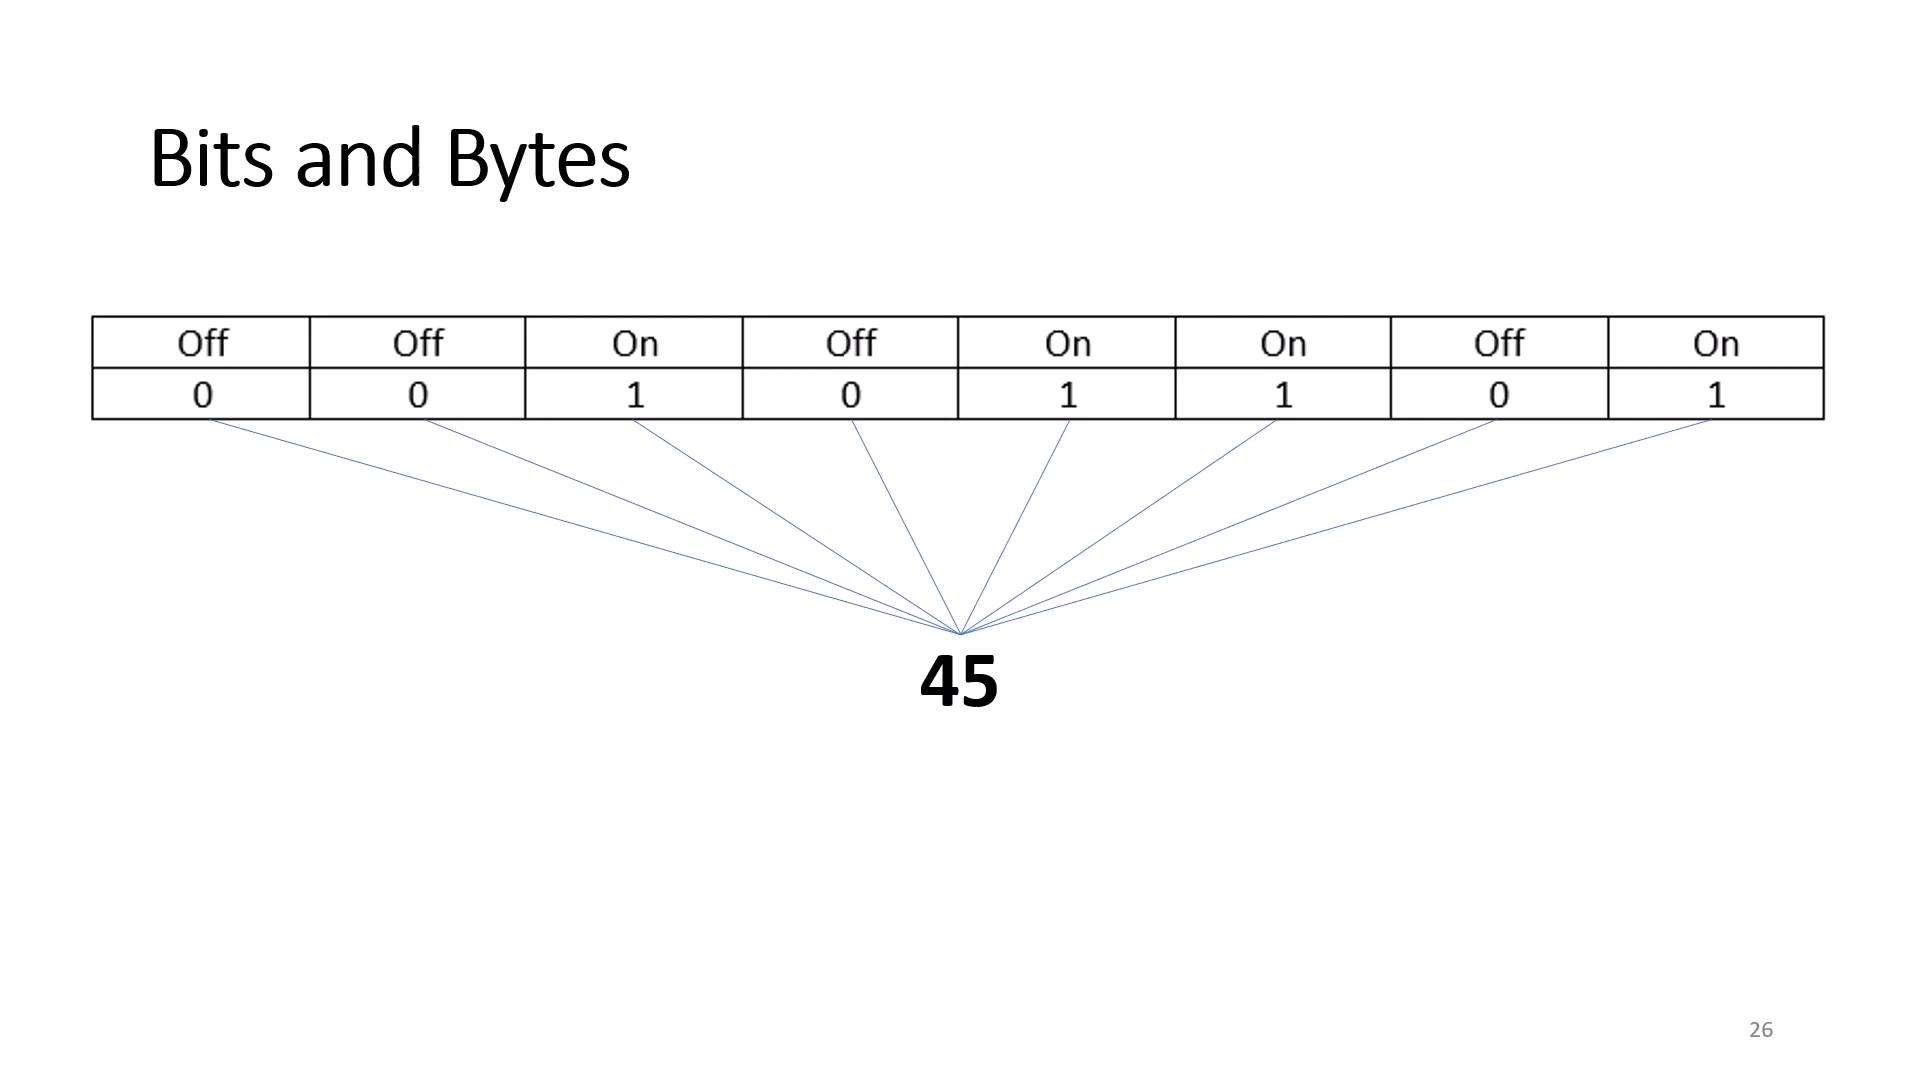 Bits and Bytes
Off Off On Off On On Off On
0 0 1 0 1 1 0 1
45
26